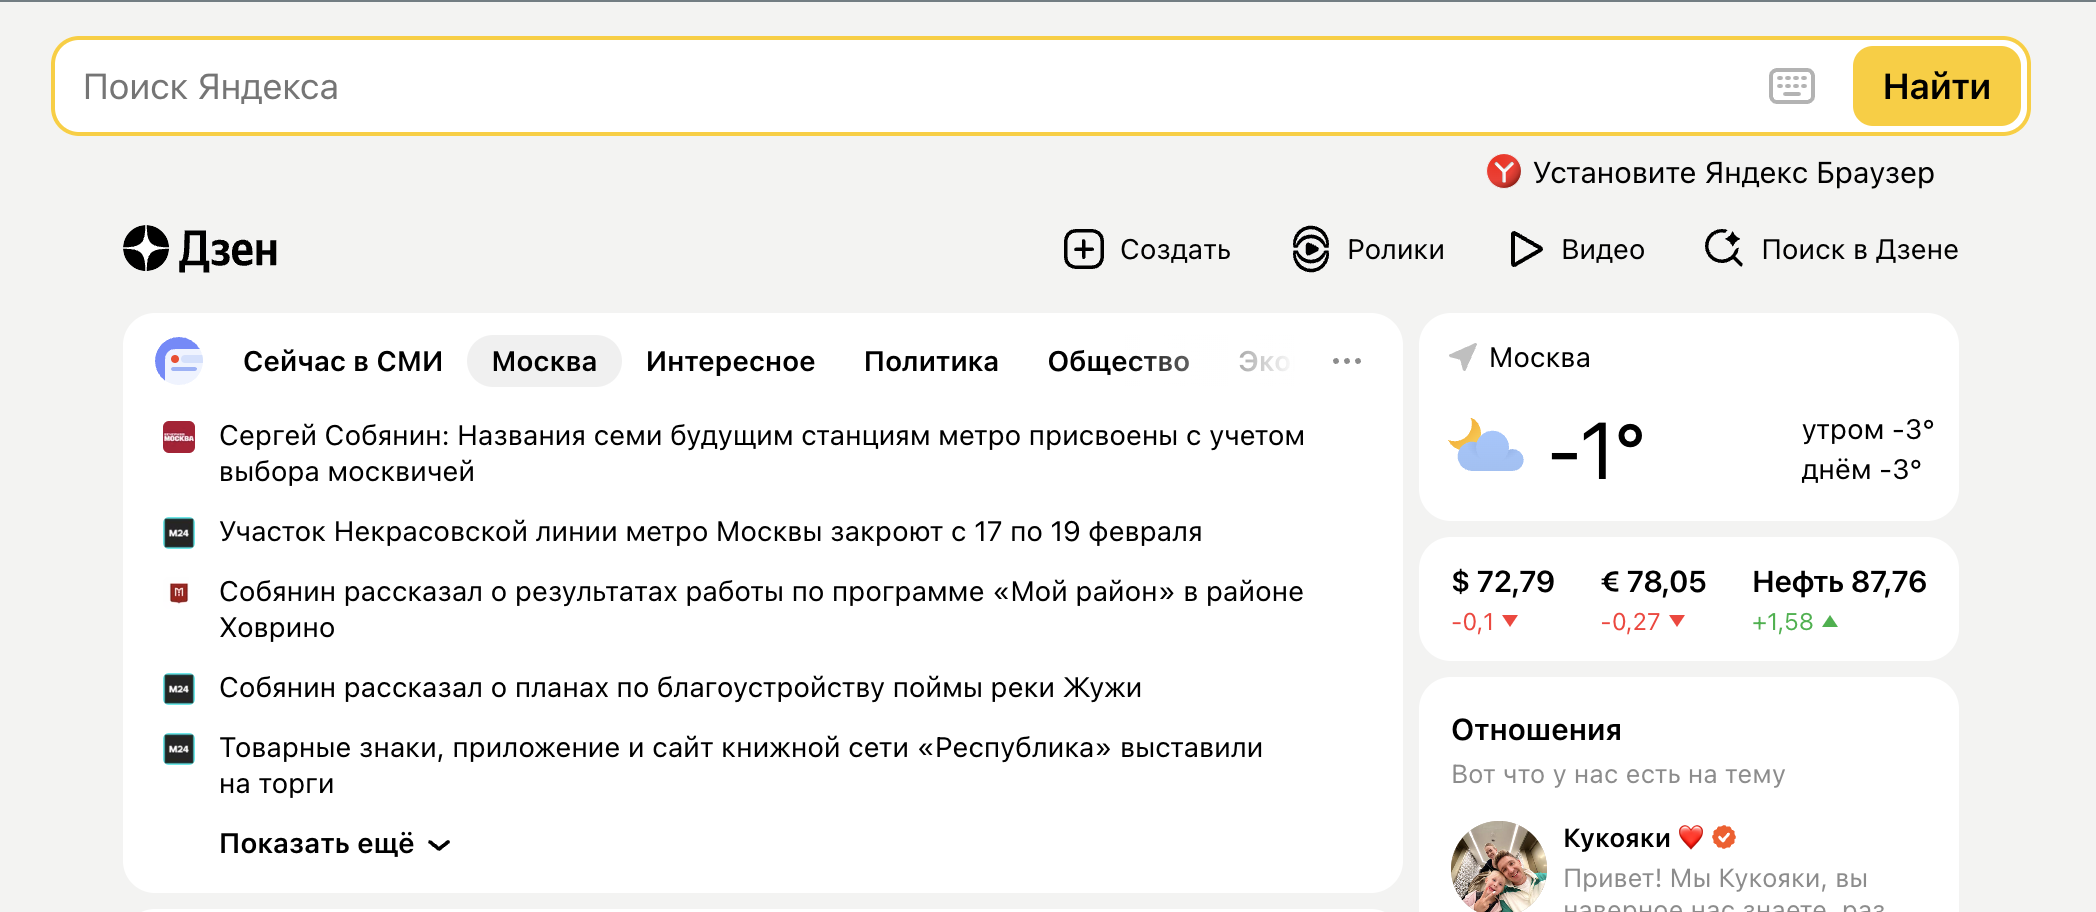 Поиск Яндекса
Найти
Установите Яндекс Браузер
Дзен
Создать
Ролики
Видео
Поиск в Дзене
Сейчас в СМИ
Москва
Интересное
Политика
Общество
Эко
Сергей Собянин: Названия семи будущим станциям метро присвоены с учетом
выбора москвичей
M24
Участок Некрасовской линии метро Москвы закроют с 17 по 19 февраля
Собянин рассказал о результатах работы по программе «Мой район» в районе
Ховрино
M24
Собянин рассказал о планах по благоустройству поймы реки Жужи
M24
Товарные знаки, приложение и сайт книжной сети «Республика» выставили
на торги
Показать ещё
Москва
-1°
утром -3°
днём -3°
$ 72,79
-0,1
€ 78,05
-0,27
Нефть 87,76
+1,58
Отношения
Вот что у нас есть на тему
Кукояки
Привет! Мы Кукояки, вы
наверное нас знаете, раз